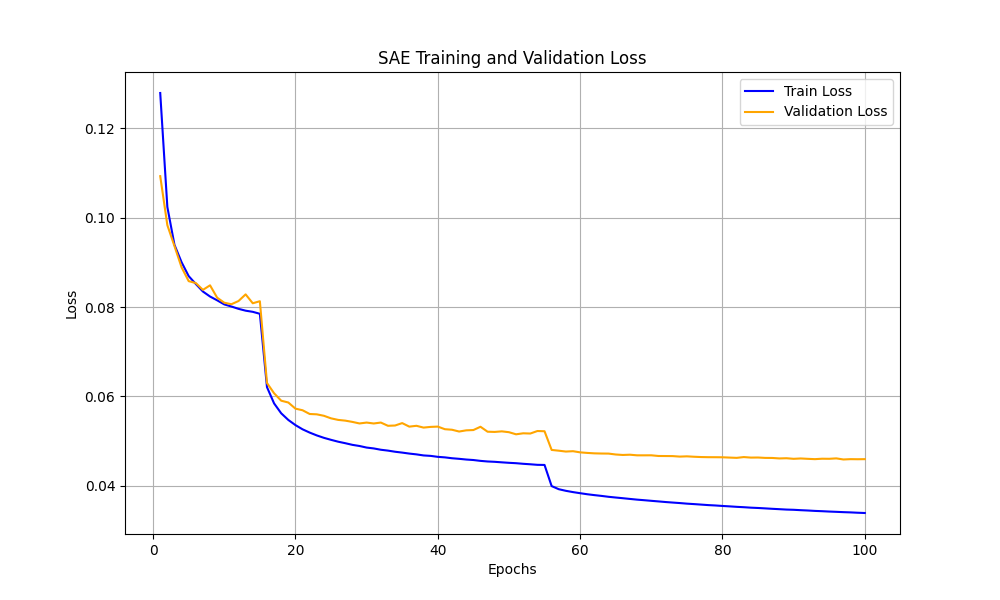 SAE Training and Validation Loss
Train Loss
Validation Loss
Loss
0.12
0.10
0.08
0.06
0.04
0
20
40
60
80
100
Epochs